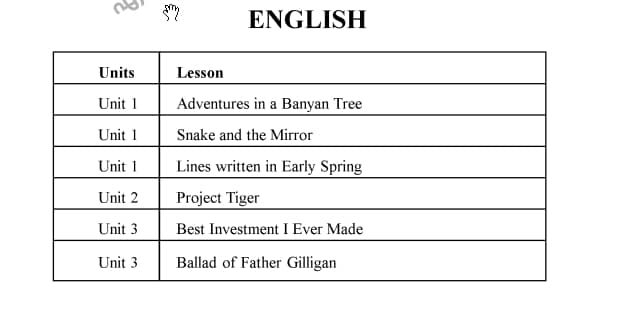 ENGLISH
Units Lesson
Unit 1 Adventures in a Banyan Tree
Unit 1 Snake and the Mirror
Unit 1 Lines written in Early Spring
Unit 2 Project Tiger
Unit 3 Best Investment I Ever Made
Unit 3 Ballad of Father Gilligan